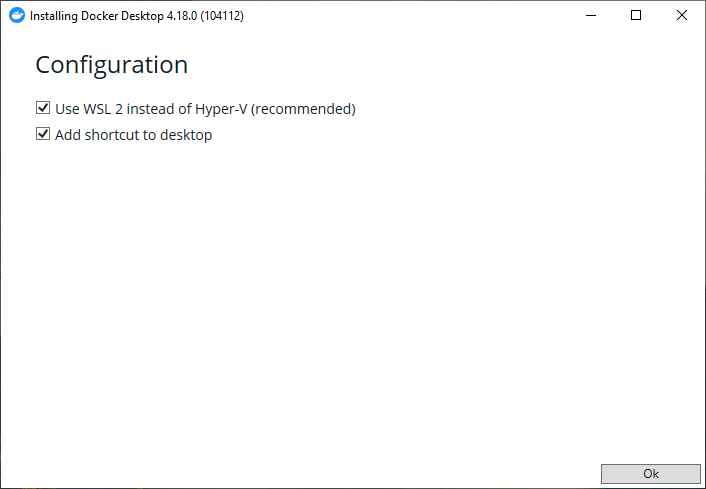 Installing Docker Desktop 4.18.0 (104112)
Configuration
Use WSL 2 instead of Hyper-V (recommended)
Add shortcut to desktop
Ok